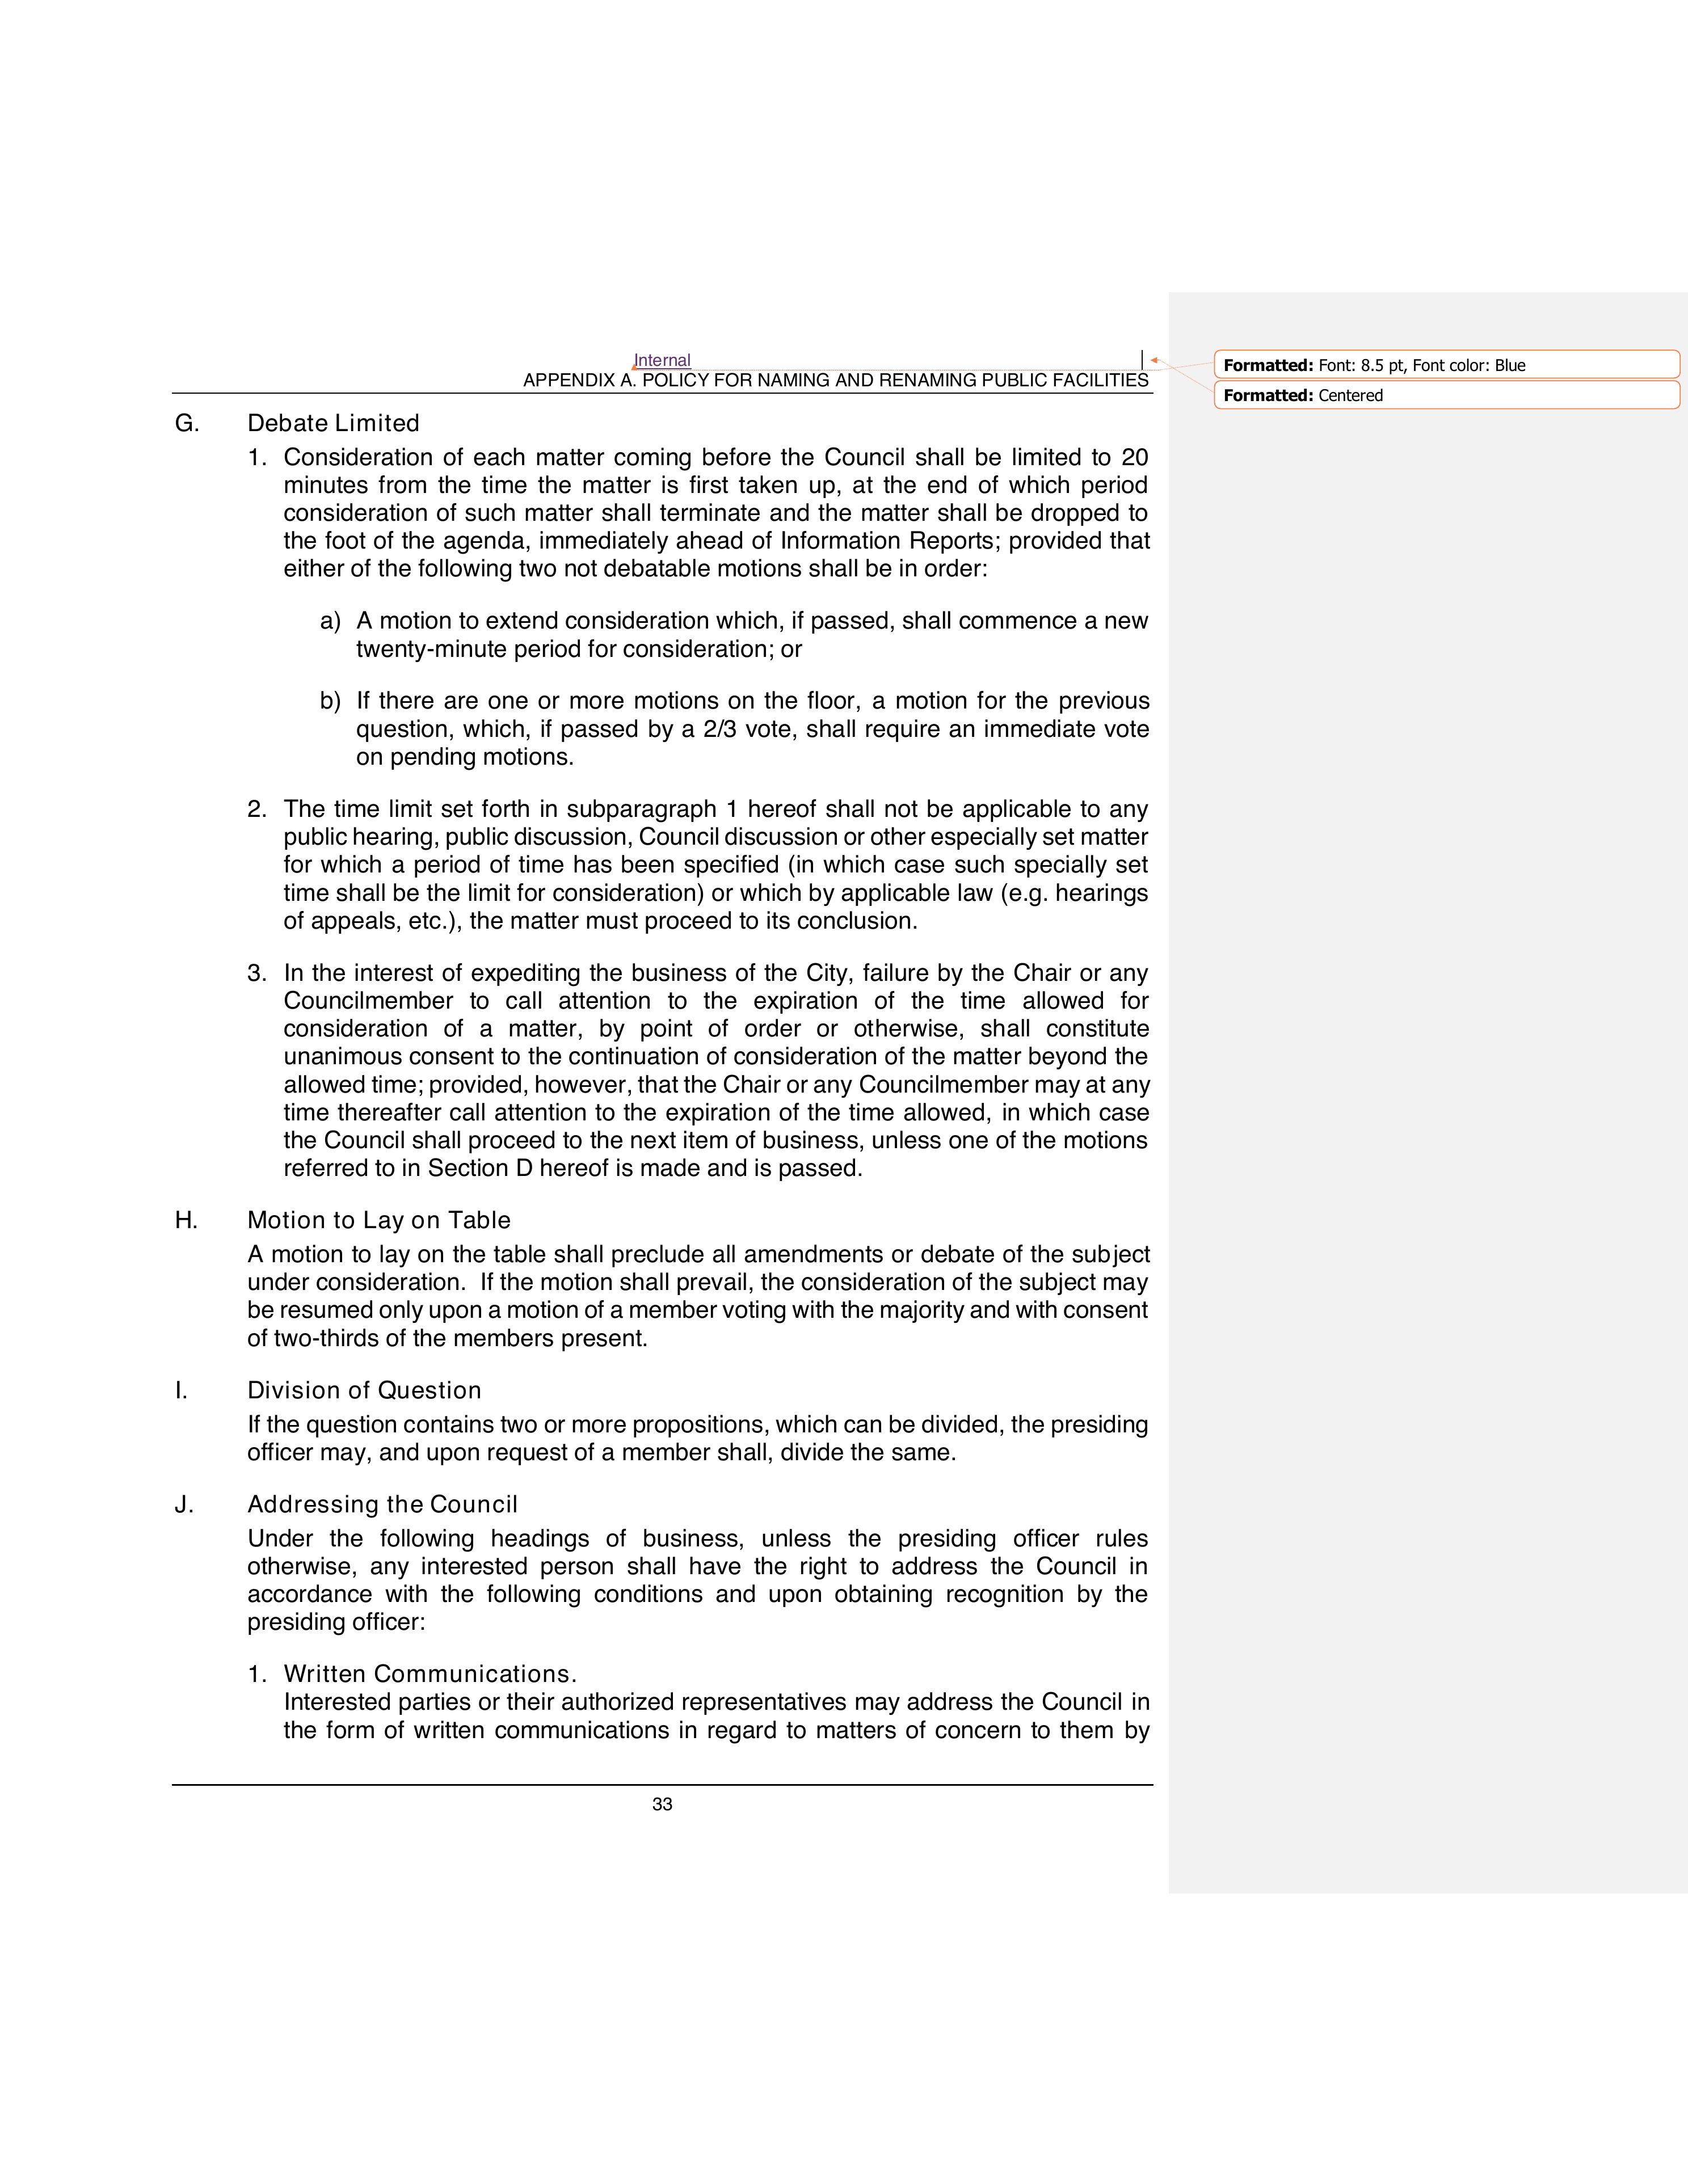 Internal
APPENDIX A. POLICY FOR NAMING AND RENAMING PUBLIC FACILITIES
Formatted: Font: 8.5 pt, Font color: Blue
Formatted: Centered
G. Debate Limited
1. Consideration of each matter coming before the Council shall be limited to 20
minutes from the time the matter is first taken up, at the end of which period
consideration of such matter shall terminate and the matter shall be dropped to
the foot of the agenda, immediately ahead of Information Reports; provided that
either of the following two not debatable motions shall be in order:
a) A motion to extend consideration which, if passed, shall commence a new
twenty-minute period for consideration; or
b) If there are one or more motions on the floor, a motion for the previous
question, which, if passed by a 2/3 vote, shall require an immediate vote
on pending motions.
2. The time limit set forth in subparagraph 1 hereof shall not be applicable to any
public hearing, public discussion, Council discussion or other especially set matter
for which a period of time has been specified (in which case such specially set
time shall be the limit for consideration) or which by applicable law (e.g. hearings
of appeals, etc.), the matter must proceed to its conclusion.
3. In the interest of expediting the business of the City, failure by the Chair or any
Councilmember to call attention to the expiration of the time allowed for
consideration of a matter, by point of order or otherwise, shall constitute
unanimous consent to the continuation of consideration of the matter beyond the
allowed time; provided, however, that the Chair or any Councilmember may at any
time thereafter call attention to the expiration of the time allowed, in which case
the Council shall proceed to the next item of business, unless one of the motions
referred to in Section D hereof is made and is passed.
H. Motion to Lay on Table
A motion to lay on the table shall preclude all amendments or debate of the subject
under consideration. If the motion shall prevail, the consideration of the subject may
be resumed only upon a motion of a member voting with the majority and with consent
of two-thirds of the members present.
I. Division of Question
If the question contains two or more propositions, which can be divided, the presiding
officer may, and upon request of a member shall, divide the same.
J. Addressing the Council
Under the following headings of business, unless the presiding officer rules
otherwise, any interested person shall have the right to address the Council in
accordance with the following conditions and upon obtaining recognition by the
presiding officer:
1. Written Communications.
Interested parties or their authorized representatives may address the Council in
the form of written communications in regard to matters of concern to them by
33